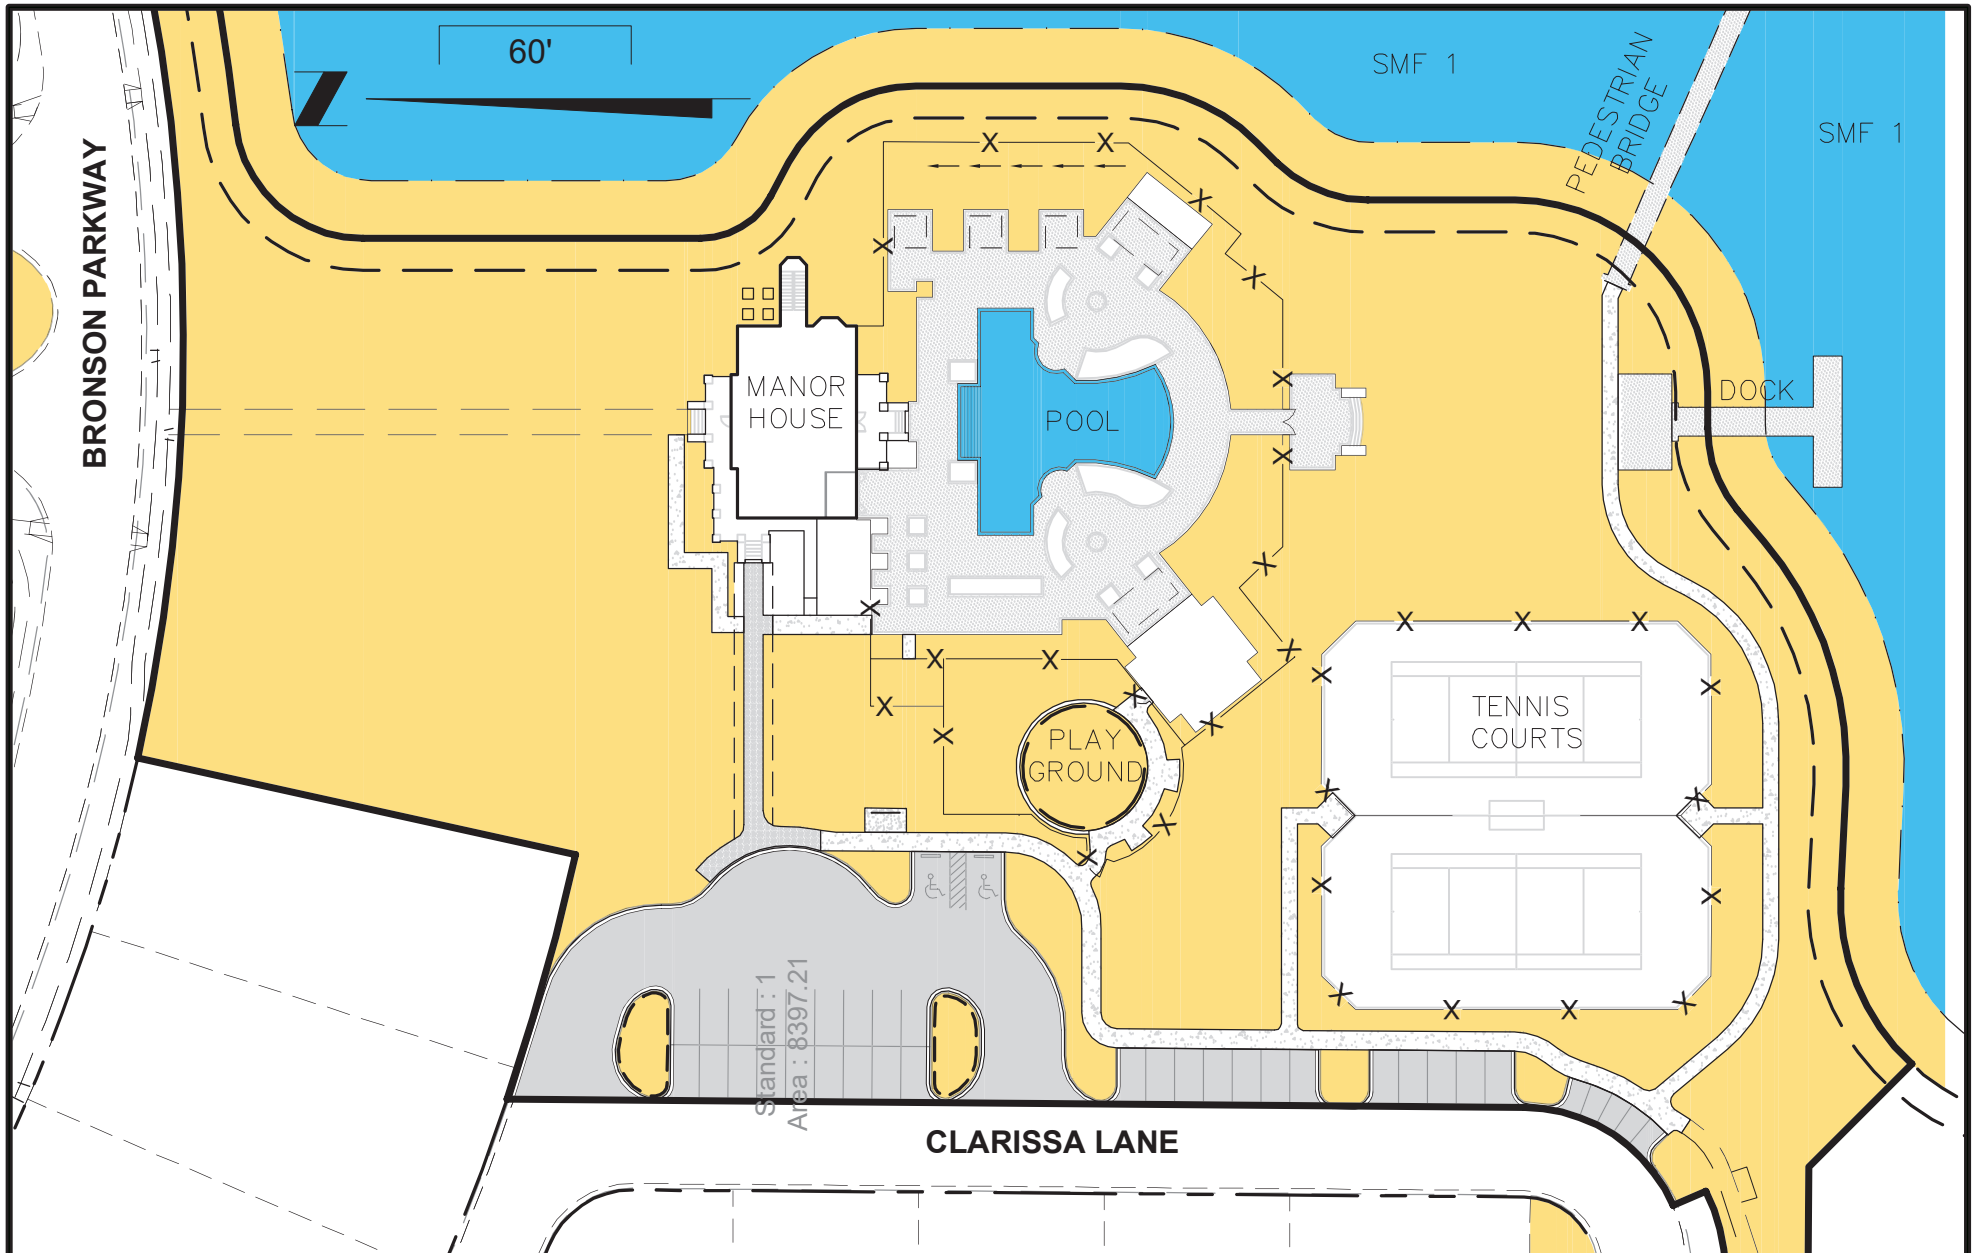 60'
SMF 1
PEDESTRIAN
BRIDGE
SMF 1
BRONSON PARKWAY
MANOR
HOUSE
POOL
DOCK
TENNIS
COURTS
PLAY
GROUND
Standard : 1
Area : 8397.21
CLARISSA LANE